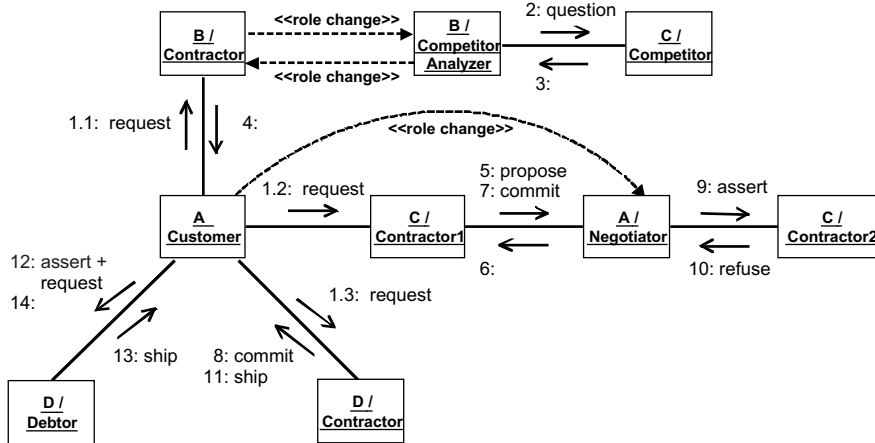 B /
Contractor
<<role change>>
<<role change>>
B /
Competitor
Analyzer
2: question
3:
C /
Competitor
1.1: request
4:
<<role change>>
A
Customer
1.2: request
C /
Contractor1
5: propose
7: commit
6:
A /
Negotiator
9: assert
10: refuse
C /
Contractor2
12: assert +
request
14:
13: ship
1.3: request
8: commit
11: ship
D /
Debtor
D /
Contractor